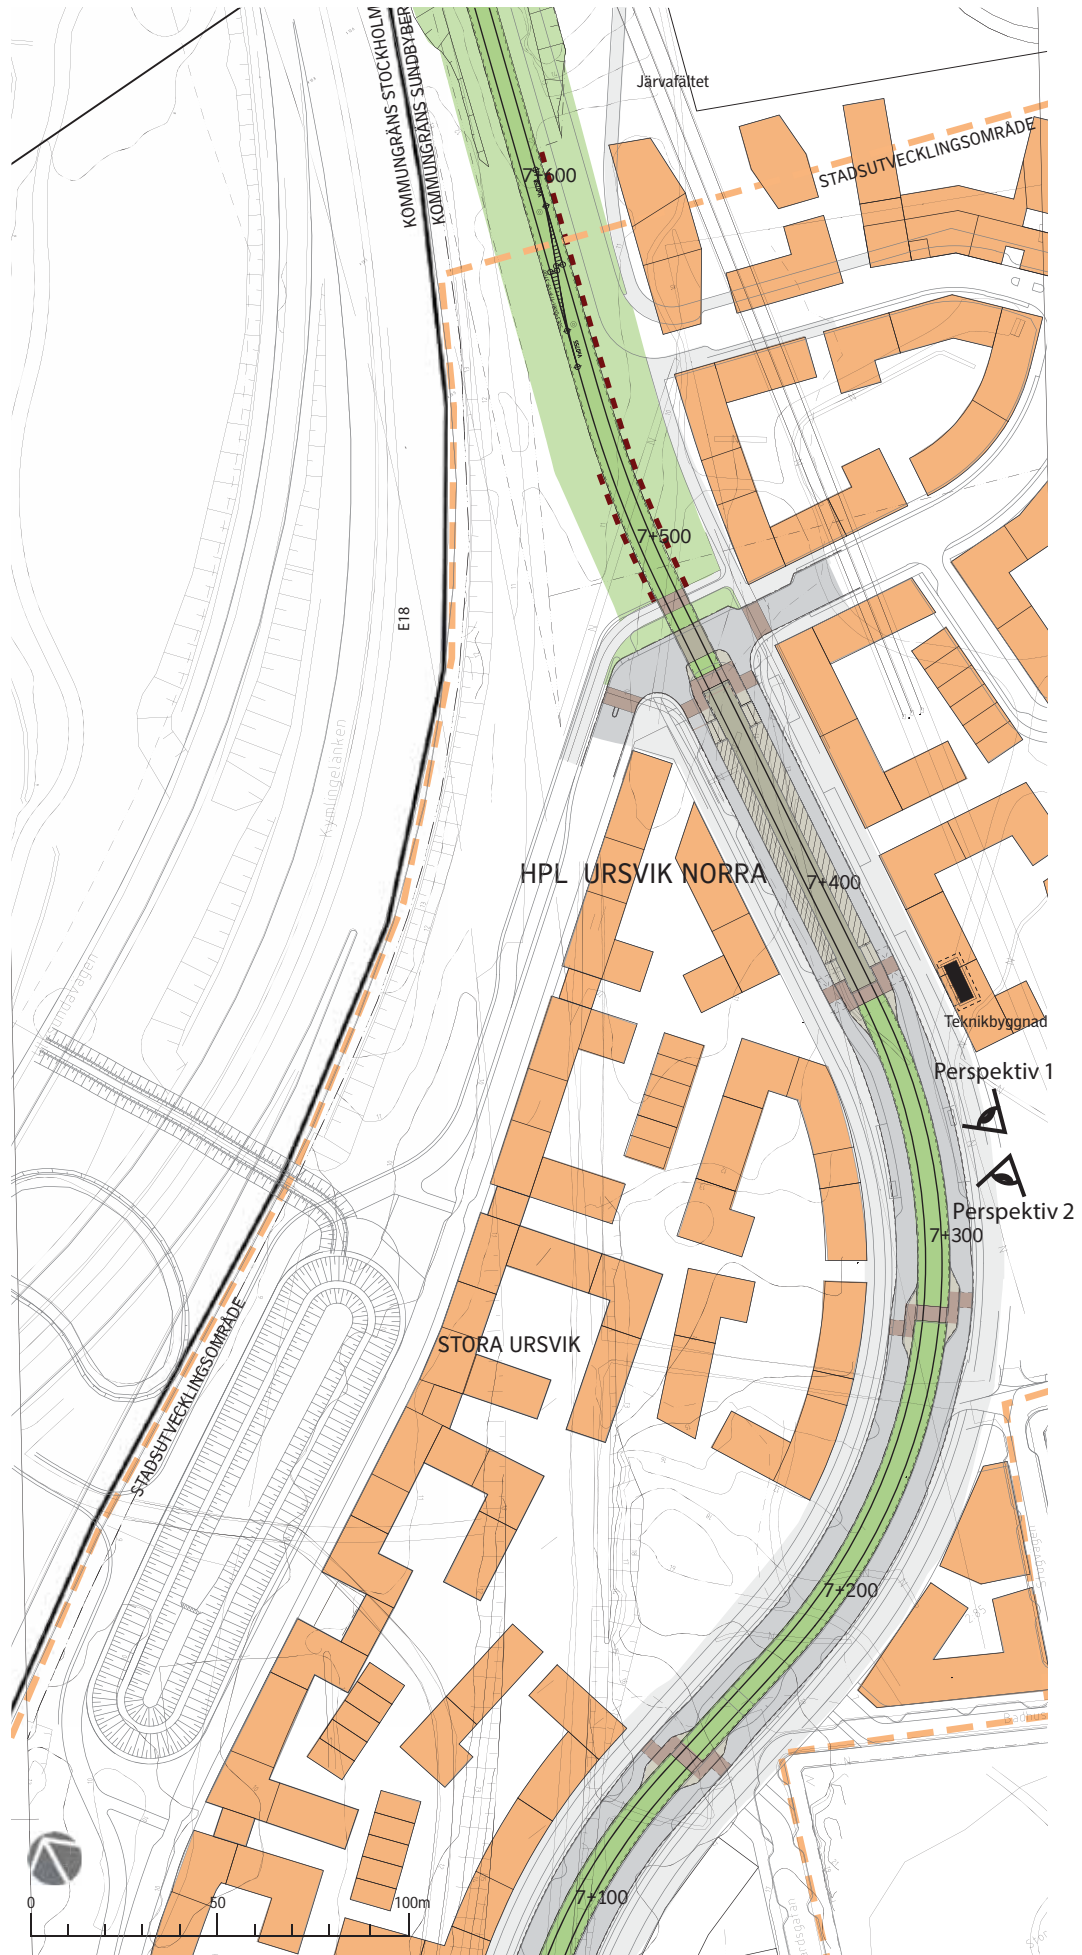 KOMMUNGRÄNS STOCKHOLM
KOMMUNGRÄNS SUNDBYBER
Järvafältet
STADSUTVECKLINGSOMRÅDE
7+600
7+500
E18
Kymlingelänken
HPL URSVIK NORRA
7+400
Teknikbyggnad
Perspektiv 1
Perspektiv 2
7+300
STORA URSVIK
STADSUTVECKLINGSOMRÅDE
7+200
7+100
0 50 100m